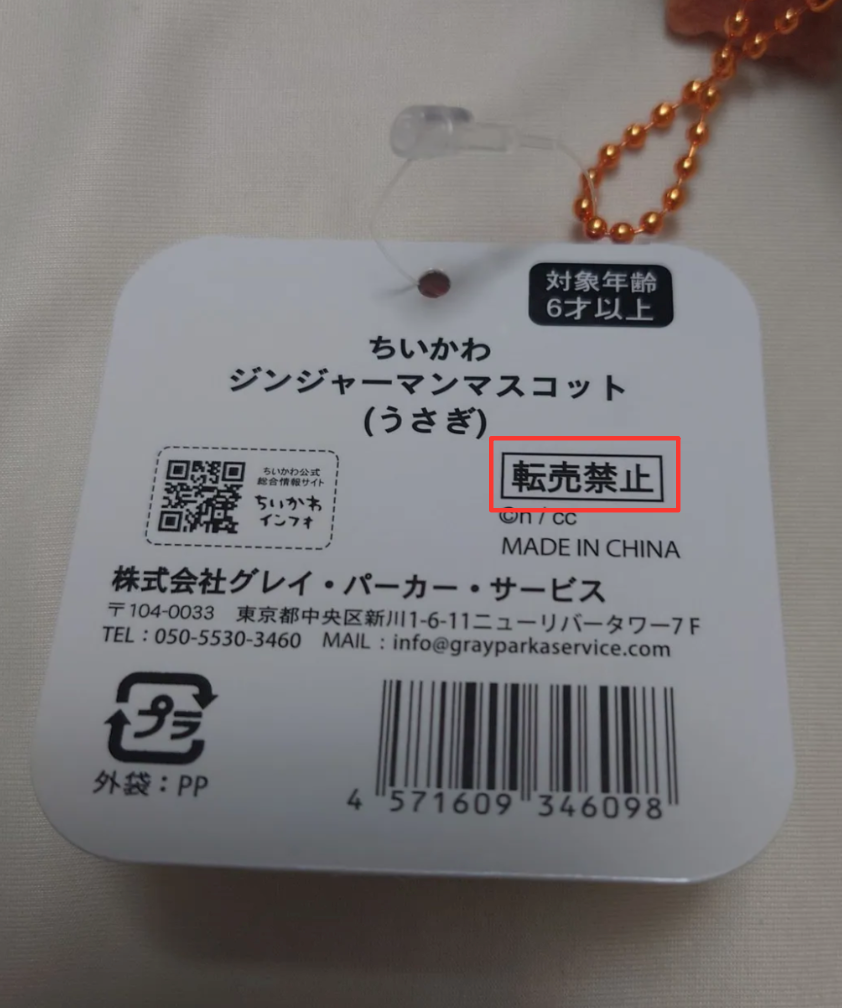 対象年齢
6才以上
ちいかわ
ジンジャーマンマスコット
(うさぎ)
ちいかわ公式
総合情報サイト
ちいかわ
インフォ
転売禁止
©n / cc
MADE IN CHINA
株式会社グレイ・パーカー・サービス
〒104-0033 東京都中央区新川1-6-11ニューリバータワー7F
TEL：050-5530-3460 MAIL：info@grayparkaservice.com
プラ
外袋：PP
4 571609 346098